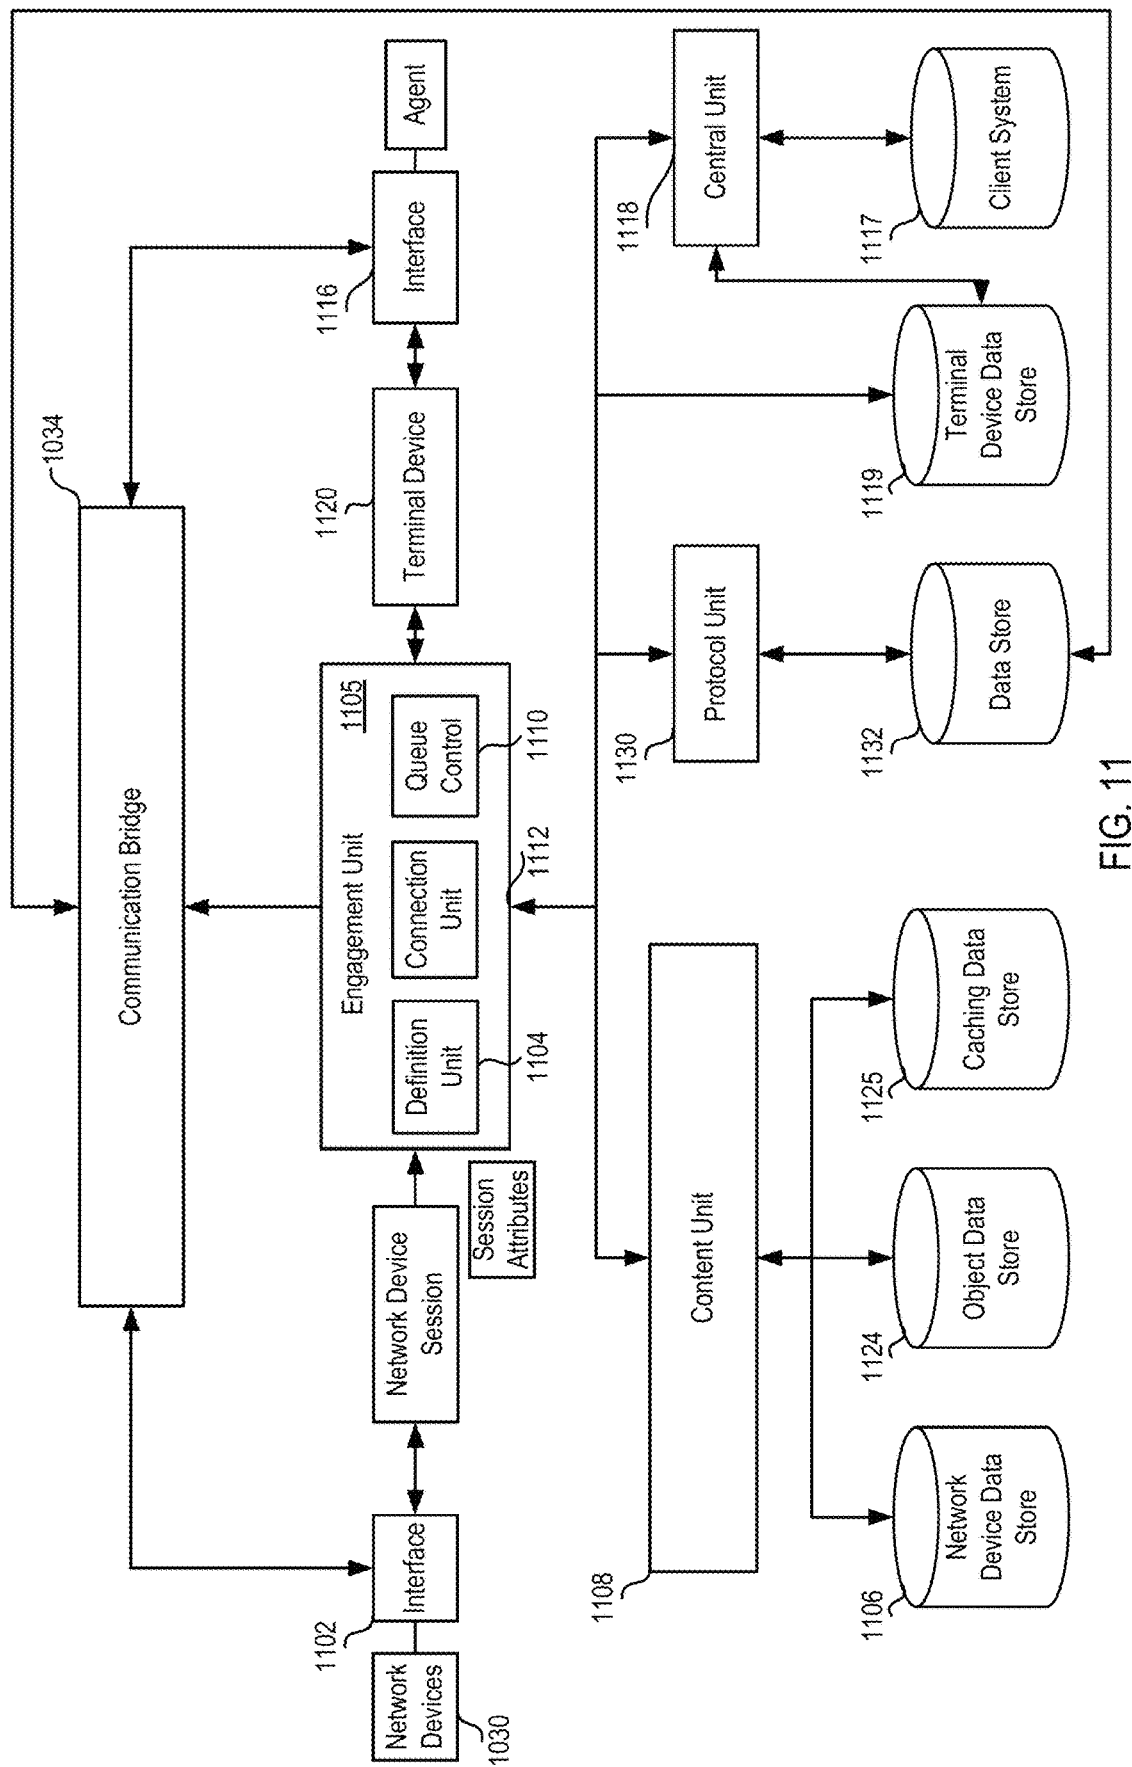 1034
Communication Bridge
Network
Devices
1030
1102
Interface
Network Device
Session
Session
Attributes
Engagement Unit
1105
Definition
Unit
1104
Connection
Unit
1112
Queue
Control
1110
1120
Terminal Device
1116
Interface
Agent
1108
Content Unit
1130
Protocol Unit
1118
Central Unit
1106
Network
Device Data
Store
1124
Object Data
Store
1125
Caching Data
Store
1132
Data Store
1119
Terminal
Device Data
Store
1117
Client System
FIG. 11